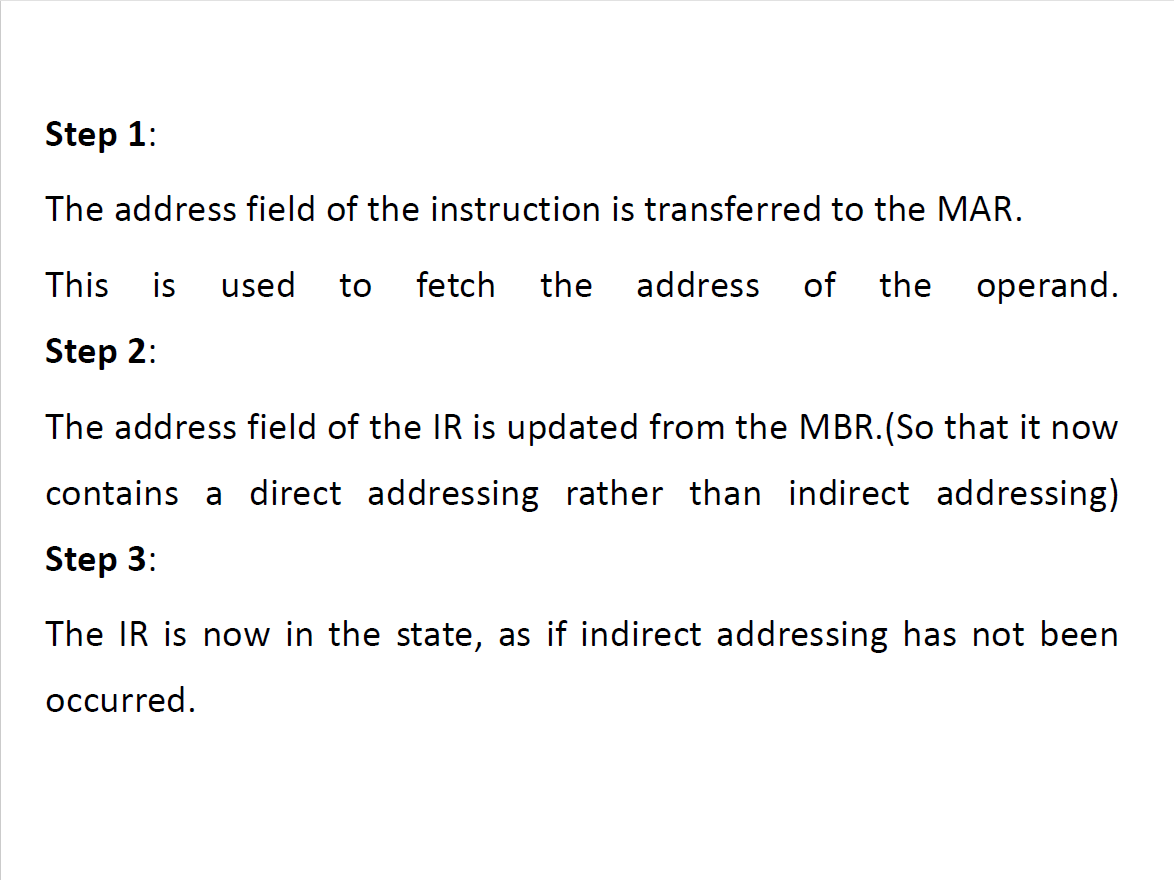 Step 1:
The address field of the instruction is transferred to the MAR.
This is used to fetch the address of the operand.
Step 2:
The address field of the IR is updated from the MBR.(So that it now
contains a direct addressing rather than indirect addressing)
Step 3:
The IR is now in the state, as if indirect addressing has not been
occurred.